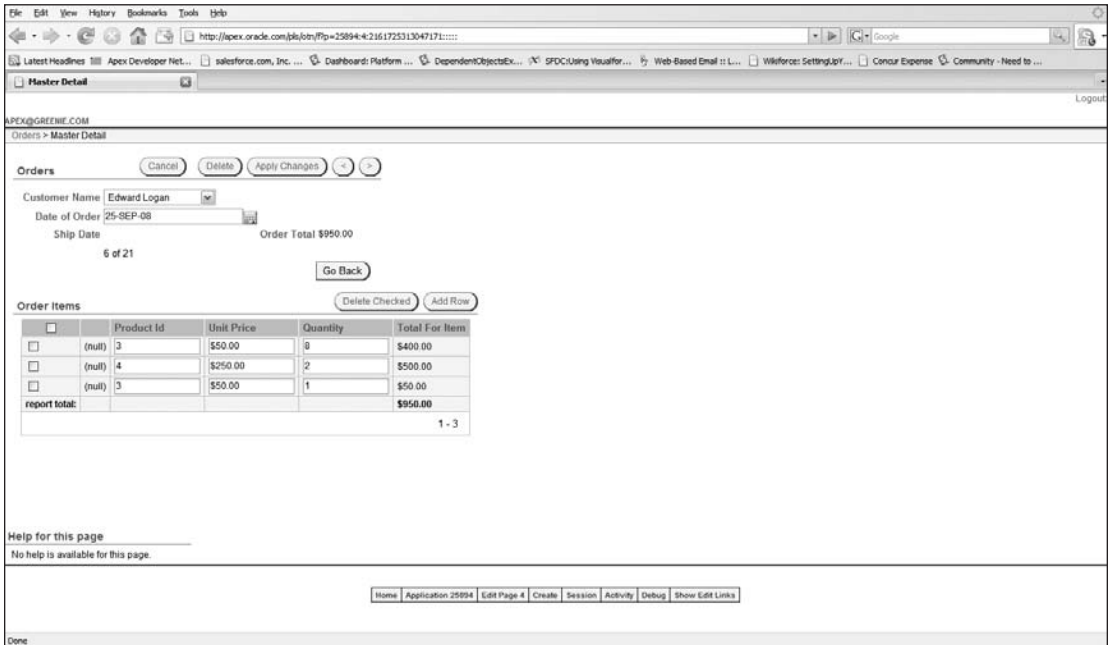 File Edit View History Bookmarks Tools Help
http://apex.oracle.com/pls/otn/f?p=25894:4:2161725313047171:::::
Google
Latest Headlines Apex Developer Net... salesforce.com, Inc. ... Dashboard: Platform ... DependentObjectsEx... SFDC:Using Visualfor... Web-Based Email :: L... Wikiforce: SettingUpY... Concur Expense Community - Need to ...
Master Detail
Logout
APEX@GREENIE.COM
Orders > Master Detail
Orders Cancel Delete Apply Changes < >
Customer Name Edward Logan
Date of Order 25-SEP-08
Ship Date Order Total $950.00
6 of 21
Go Back
Order Items Delete Checked Add Row
Product Id Unit Price Quantity Total For Item
(null) 3 $50.00 8 $400.00
(null) 4 $250.00 2 $500.00
(null) 3 $50.00 1 $50.00
report total: $950.00
1 - 3
Help for this page
No help is available for this page.
Home Application 25894 Edit Page 4 Create Session Activity Debug Show Edit Links
Done